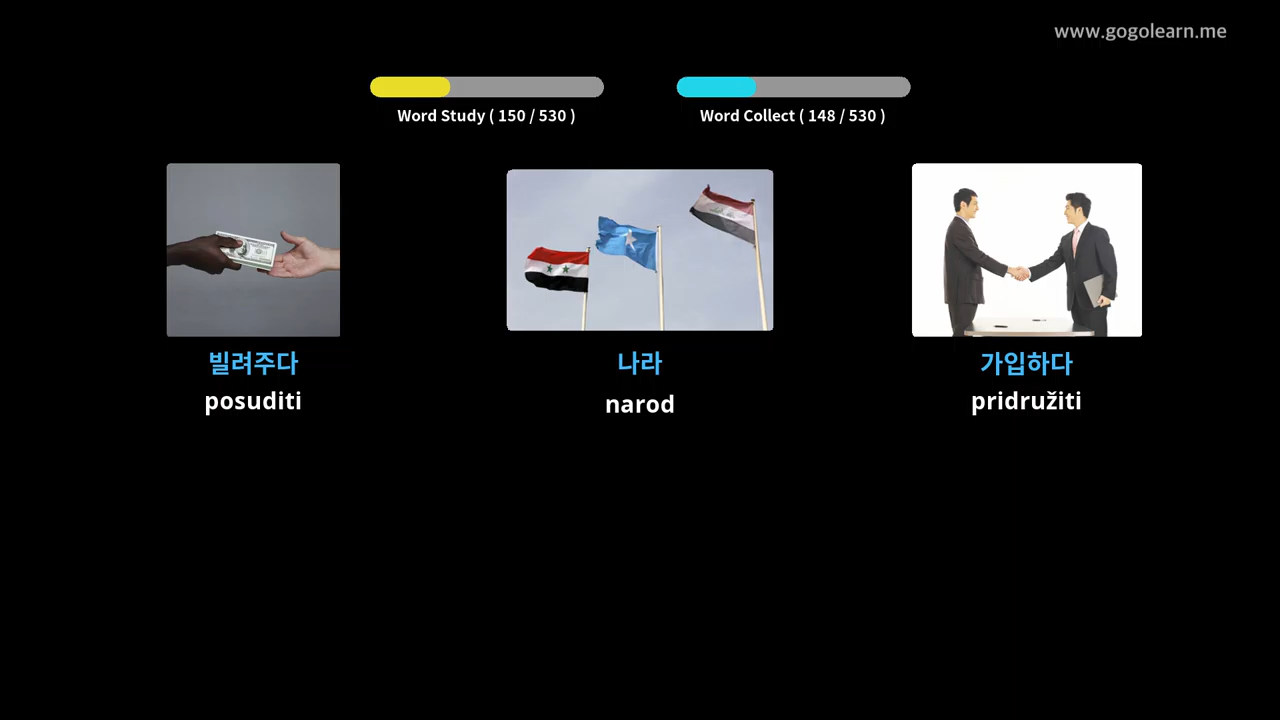 www.gogolearn.me
Word Study ( 150 / 530 )
Word Collect ( 148 / 530 )
빌려주다
posuditi
나라
narod
가입하다
pridružiti